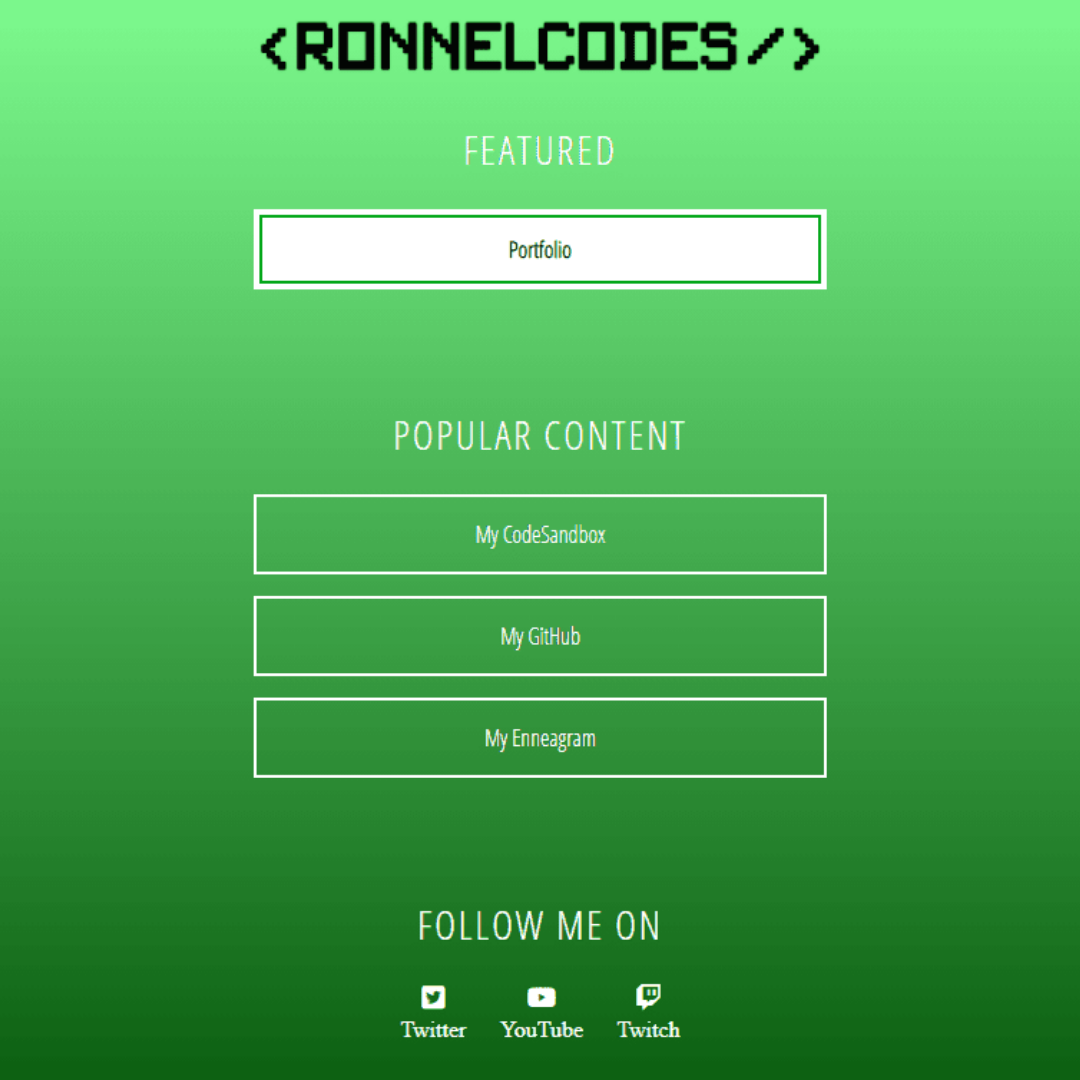 <RONNELCODES/>
FEATURED
Portfolio
POPULAR CONTENT
My CodeSandbox
My GitHub
My Enneagram
FOLLOW ME ON
Twitter YouTube Twitch